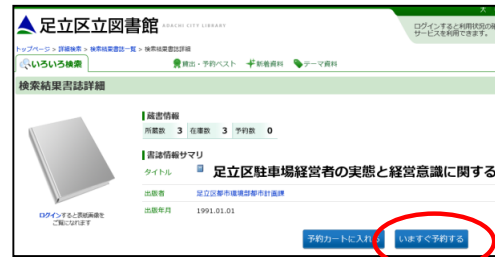 足立区立図書館 ADACHI CITY LIBRARY
ログインすると利用状況の
サービスを利用できます。
トップページ > 詳細検索 > 検索結果書誌一覧 > 検索結果書誌詳細
いろいろ検索 貸出・予約ベスト 新着資料 テーマ資料
検索結果書誌詳細
蔵書情報
所蔵数 3 在庫数 3 予約数 0
書誌情報サマリ
タイトル 足立区駐車場経営者の実態と経営意識に関する
出版者 足立区都市環境部都市計画課
出版年月 1991.01.01
ログインすると表紙画像を
ご覧になれます
予約カートに入れ いますぐ予約する